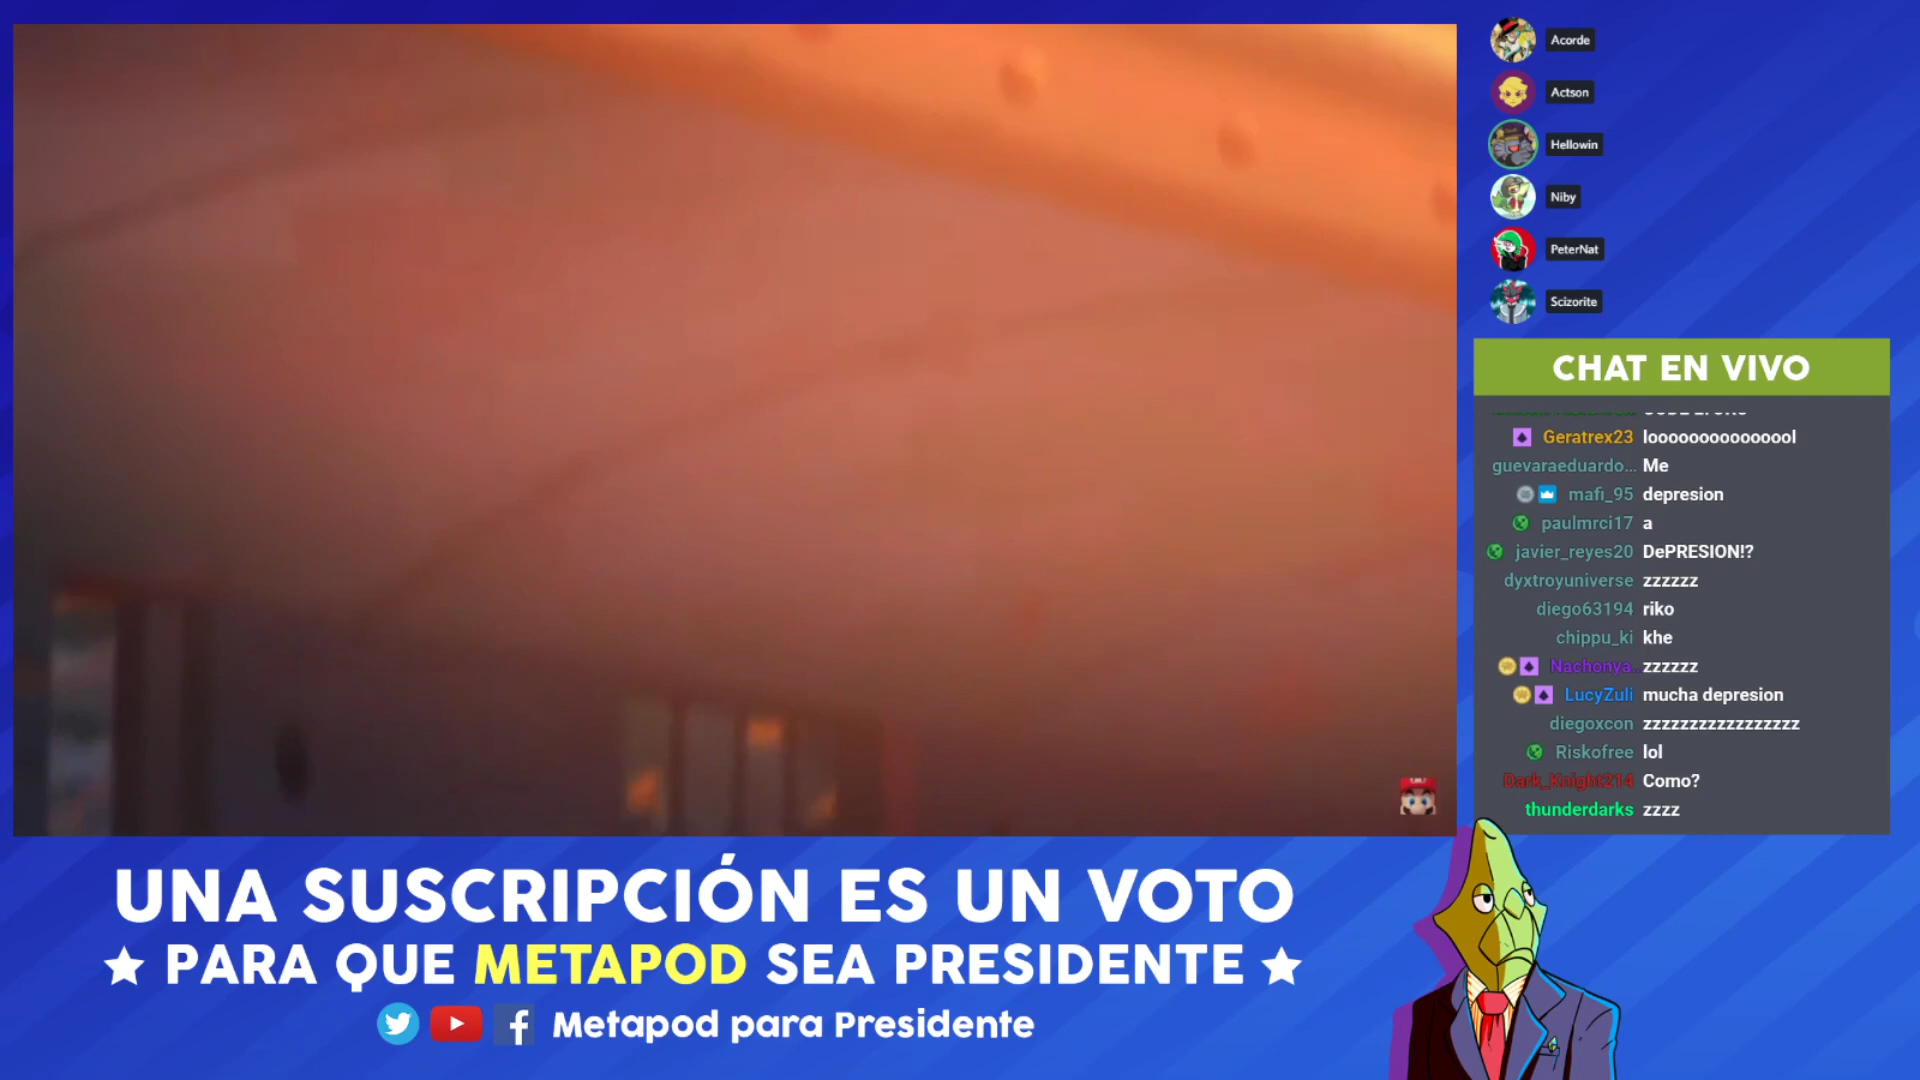 Acorde
Actson
Hellowin
Niby
PeterNat
Scizorite
CHAT EN VIVO
Geratrex23 looooooooooooool
guevaraeduardo... Me
mafi_95 depresion
paulmrci17 a
javier_reyes20 DePRESION!?
dyxtroyuniverse zzzzzz
diego63194 riko
chippu_ki khe
Nachonya... zzzzzz
LucyZuli mucha depresion
diegoxcon zzzzzzzzzzzzzzzzz
Riskofree lol
Dark_Knight214 Como?
thunderdarks zzzz
UNA SUSCRIPCIÓN ES UN VOTO
PARA QUE METAPOD SEA PRESIDENTE
Metapod para Presidente